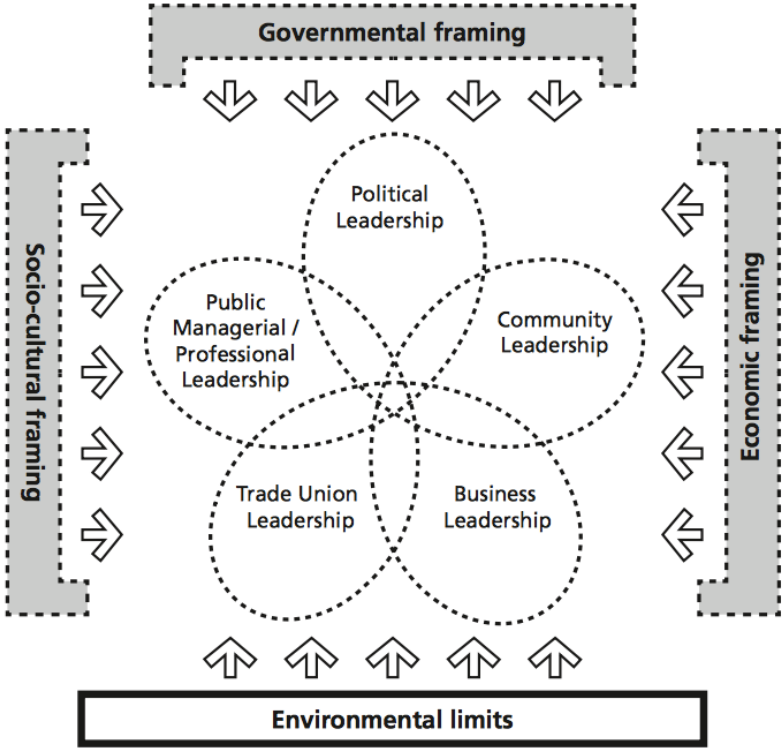 Governmental framing
Socio-cultural framing
Economic framing
Political
Leadership
Public
Managerial /
Professional
Leadership
Community
Leadership
Trade Union
Leadership
Business
Leadership
Environmental limits